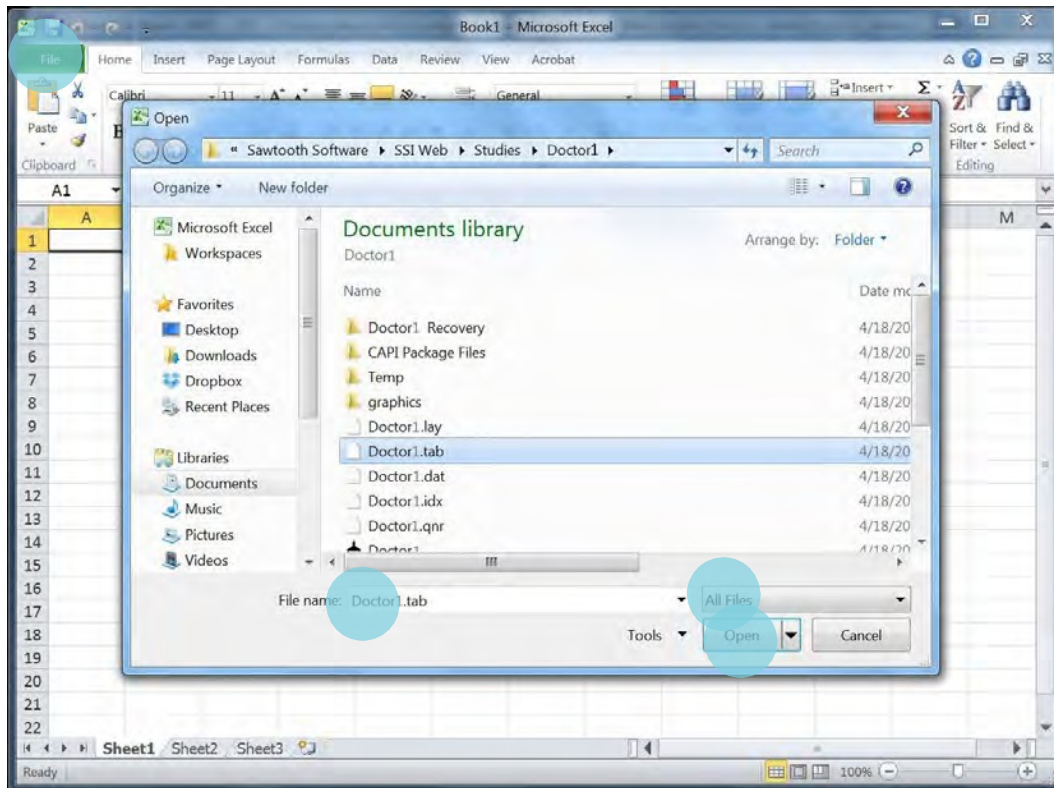 Book1 - Microsoft Excel
File Home Insert Page Layout Formulas Data Review View Acrobat
Calibri 11 A General Insert Σ
Paste Sort & Find &
Filter Select
Clipboard Editing
A1
A M
1
2
3
4
5
6
7
8
9
10
11
12
13
14
15
16
17
18
19
20
21
22
Open
« Sawtooth Software SSI Web Studies Doctor1 Search
Organize New folder
Microsoft Excel
Workspaces
Favorites
Desktop
Downloads
Dropbox
Recent Places
Libraries
Documents
Music
Pictures
Videos
Documents library
Doctor1
Arrange by: Folder
Name Date mc
Doctor1 Recovery 4/18/20
CAPI Package Files 4/18/20
Temp 4/18/20
graphics 4/18/20
Doctor1.lay 4/18/20
Doctor1.tab 4/18/20
Doctor1.dat 4/18/20
Doctor1.idx 4/18/20
Doctor1.qnr 4/18/20
Doctor1 4/18/20
File name: Doctor1.tab All Files
Tools Open Cancel
Sheet1 Sheet2 Sheet3
Ready 100%